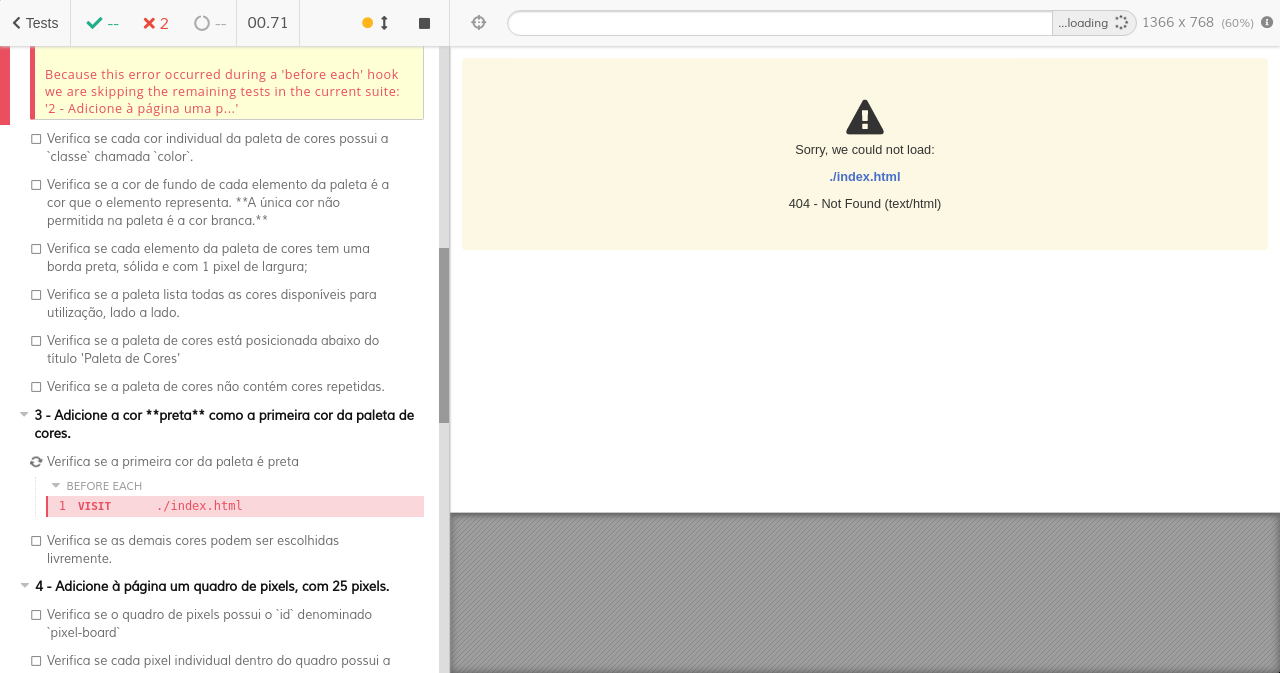 Tests
--
2
--
00.71
...loading
1366 x 768 (60%)
Because this error occurred during a 'before each' hook
we are skipping the remaining tests in the current suite:
'2 - Adicione à página uma p...'
Verifica se cada cor individual da paleta de cores possui a
`classe` chamada `color`.
Verifica se a cor de fundo de cada elemento da paleta é a
cor que o elemento representa. **A única cor não
permitida na paleta é a cor branca.**
Verifica se cada elemento da paleta de cores tem uma
borda preta, sólida e com 1 pixel de largura;
Verifica se a paleta lista todas as cores disponíveis para
utilização, lado a lado.
Verifica se a paleta de cores está posicionada abaixo do
título 'Paleta de Cores'
Verifica se a paleta de cores não contém cores repetidas.
3 - Adicione a cor **preta** como a primeira cor da paleta de
cores.
Verifica se a primeira cor da paleta é preta
BEFORE EACH
1 VISIT ./index.html
Verifica se as demais cores podem ser escolhidas
livremente.
4 - Adicione à página um quadro de pixels, com 25 pixels.
Verifica se o quadro de pixels possui o `id` denominado
`pixel-board`
Verifica se cada pixel individual dentro do quadro possui a
Sorry, we could not load:
./index.html
404 - Not Found (text/html)